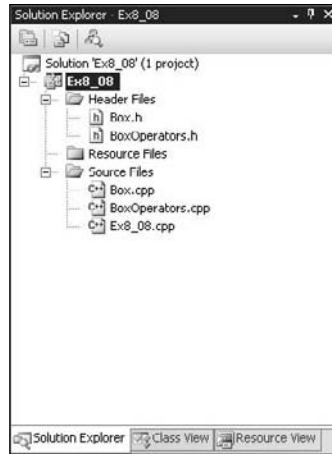 Solution Explorer - Ex8_08
Solution 'Ex8_08' (1 project)
Ex8_08
Header Files
Box.h
BoxOperators.h
Resource Files
Source Files
Box.cpp
BoxOperators.cpp
Ex8_08.cpp
Solution Explorer Class View Resource View